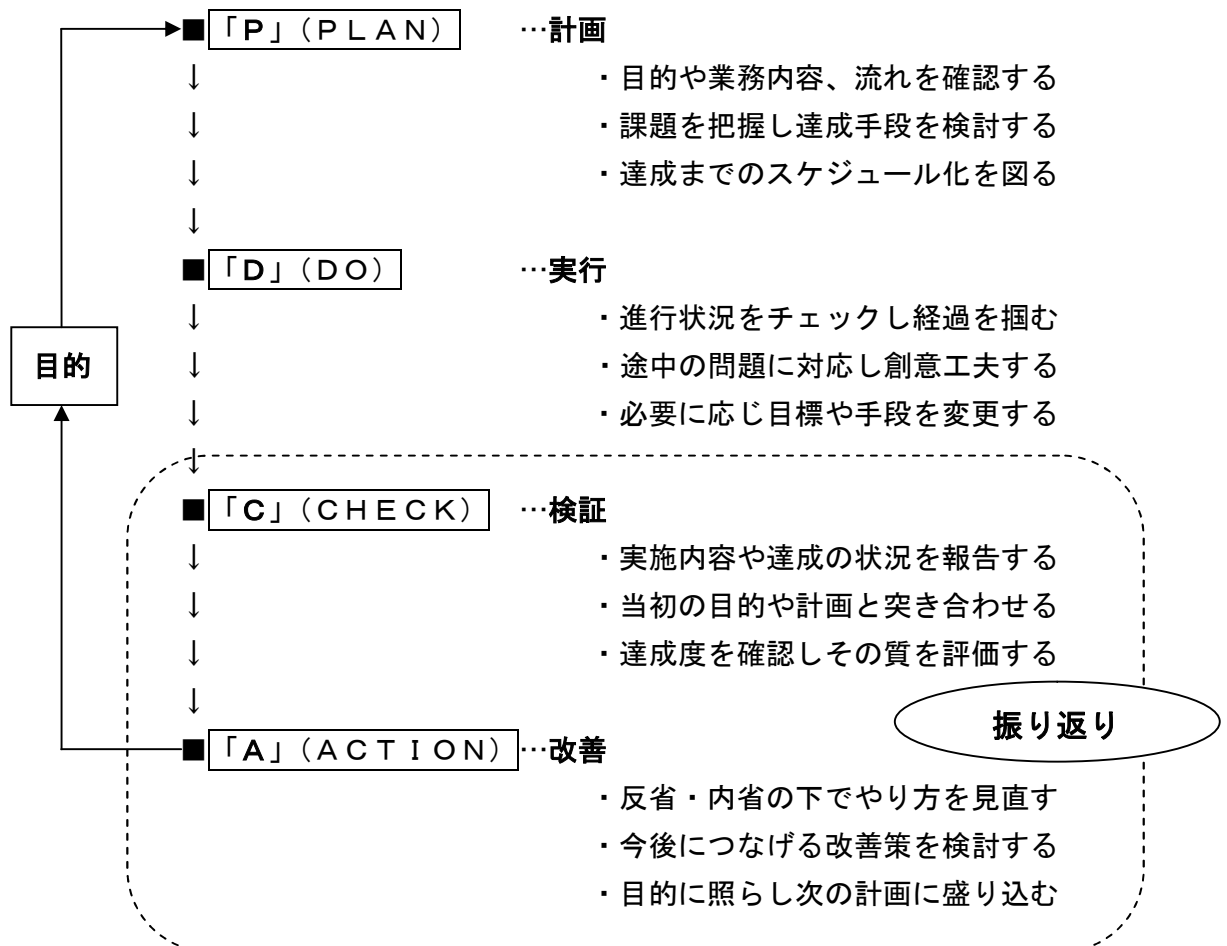 ■「P」(PLAN) …計画
↓ ・目的や業務内容、流れを確認する
↓ ・課題を把握し達成手段を検討する
↓ ・達成までのスケジュール化を図る
↓
■「D」(DO) …実行
↓ ・進行状況をチェックし経過を掴む
目的 ↓ ・途中の問題に対応し創意工夫する
↓ ・必要に応じ目標や手段を変更する
↓
■「C」(CHECK) …検証
↓ ・実施内容や達成の状況を報告する
↓ ・当初の目的や計画と突き合わせる
↓ ・達成度を確認しその質を評価する
↓
振り返り
■「A」(ACTION) …改善
・反省・内省の下でやり方を見直す
・今後につなげる改善策を検討する
・目的に照らし次の計画に盛り込む